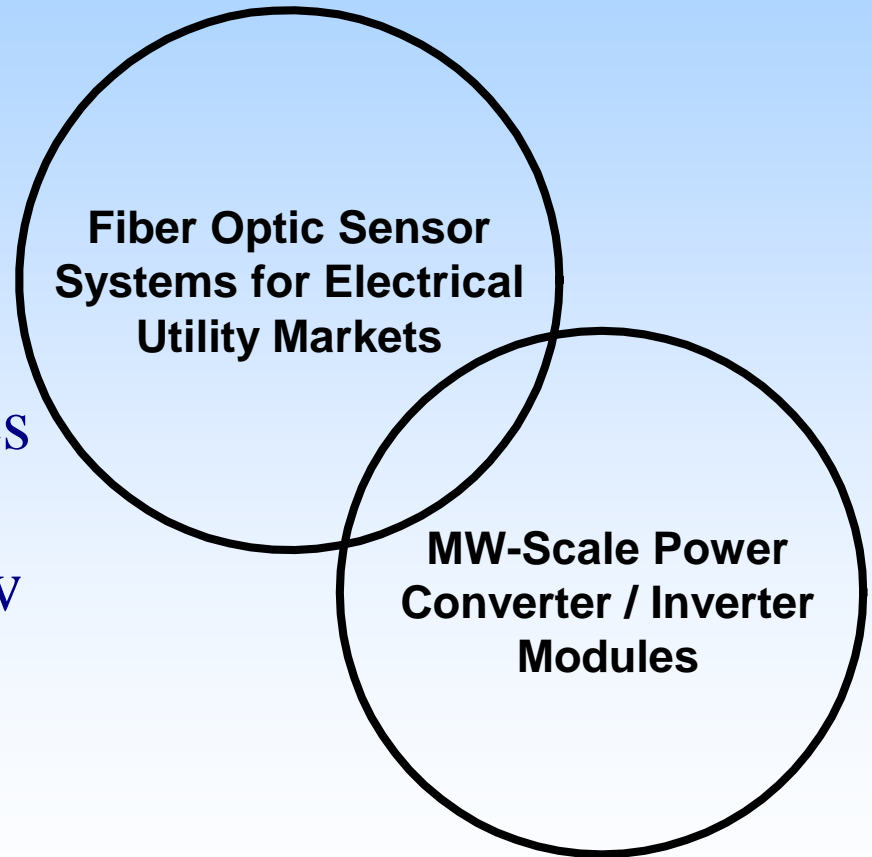 Fiber Optic Sensor
Systems for Electrical
Utility Markets
MW-Scale Power
Converter / Inverter
Modules